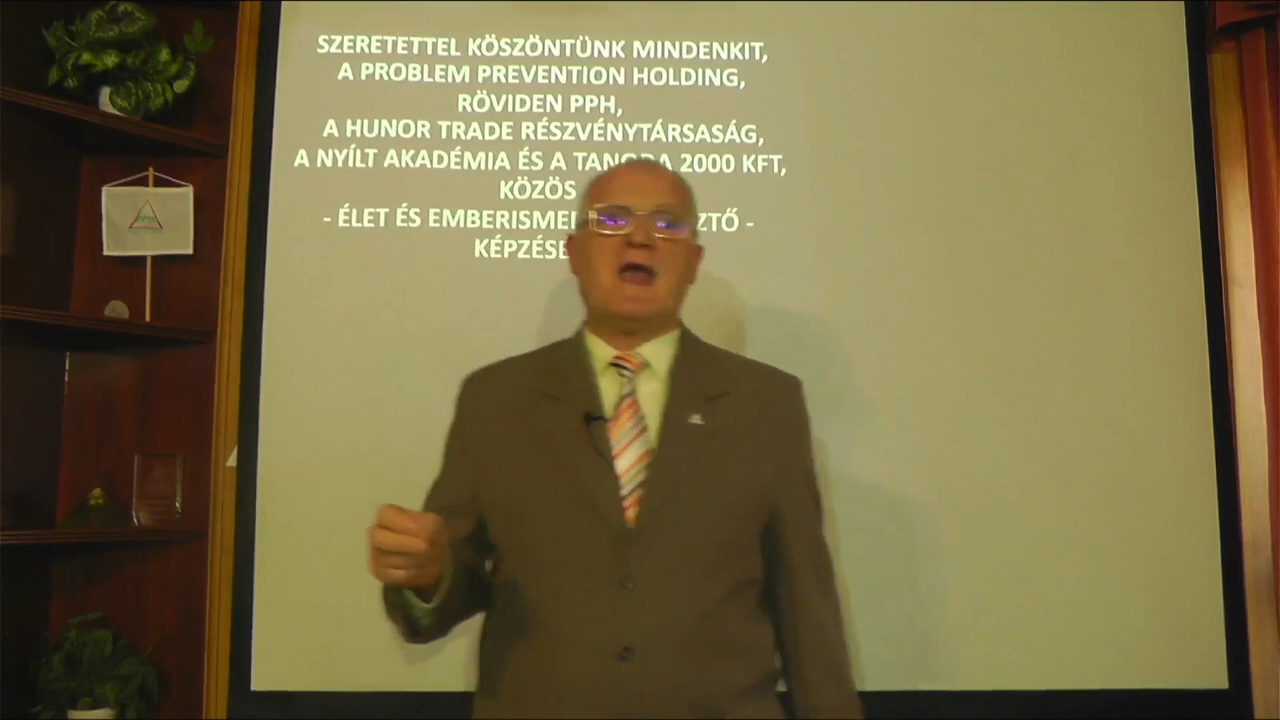 SZERETETTEL KÖSZÖNTÜNK MINDENKIT,
A PROBLEM PREVENTION HOLDING,
RÖVIDEN PPH,
A HUNOR TRADE RÉSZVÉNYTÁRSASÁG,
A NYÍLT AKADÉMIA ÉS A TANODA 2000 KFT,
KÖZÖS
- ÉLET ÉS -